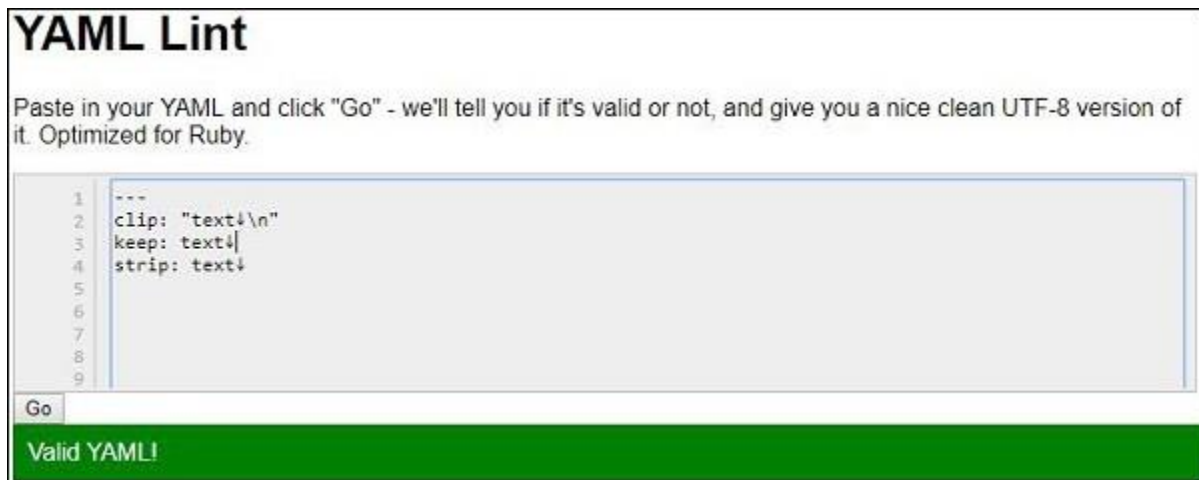 YAML Lint
Paste in your YAML and click "Go" - we'll tell you if it's valid or not, and give you a nice clean UTF-8 version of
it. Optimized for Ruby.
1 ---
2 clip: "text↓\n"
3 keep: text↓
4 strip: text↓
5
6
7
8
9
Go
Valid YAML!